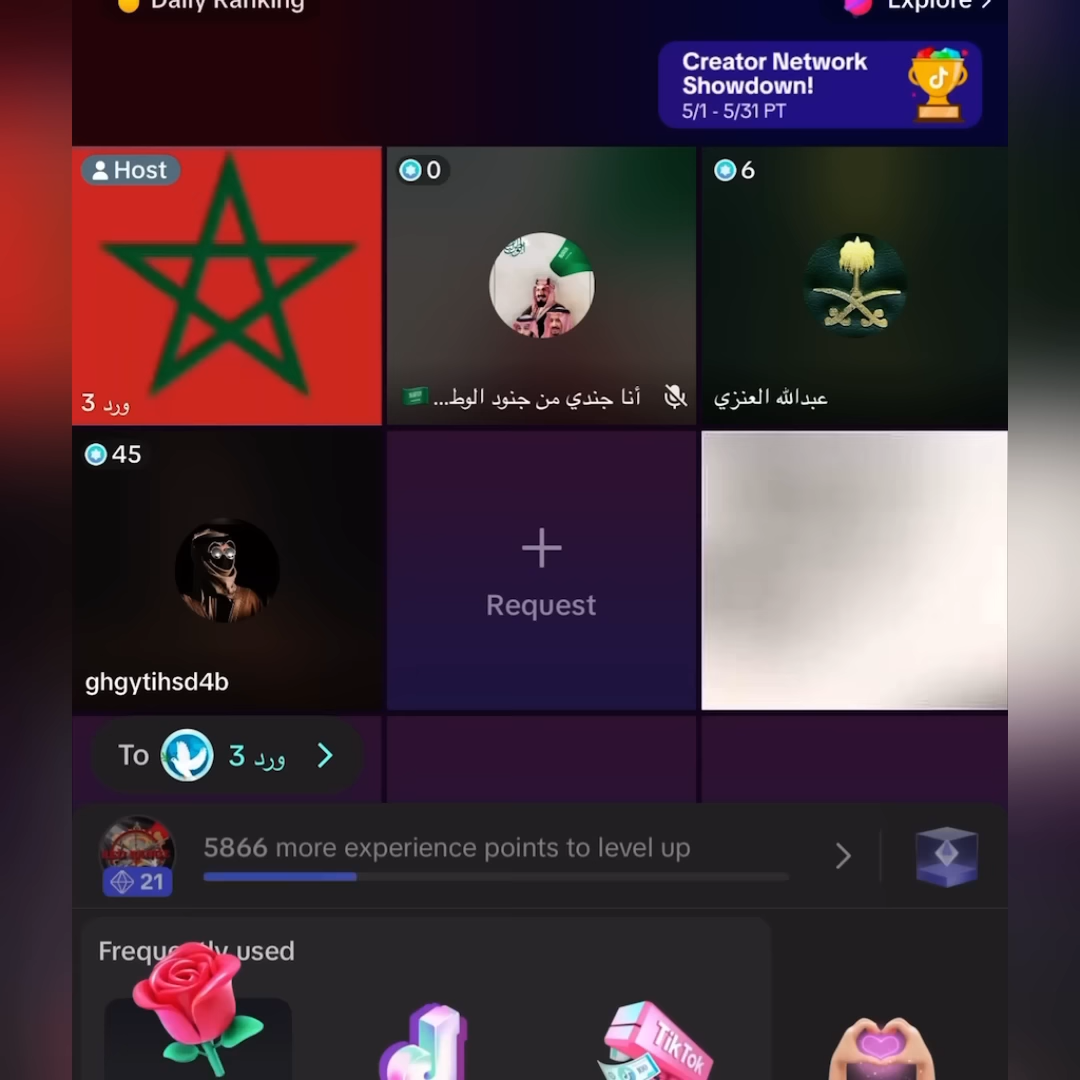 Daily Ranking
Explore
Creator Network
Showdown!
5/1 - 5/31 PT
Host
0
6
ورد 3
أنا جندي من جنود الوط...
عبدالله العنزي
45
Request
ghgytihsd4b
To ورد 3
5866 more experience points to level up
21
Frequently used
TikTok